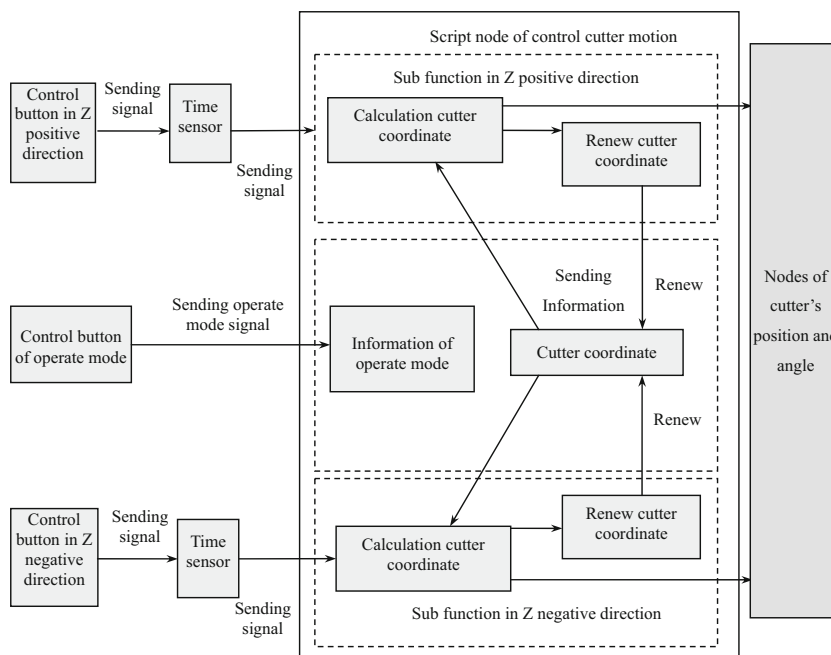 Script node of control cutter motion
Sub function in Z positive direction
Control
button in Z
positive
direction
Sending
signal
Time
sensor
Sending
signal
Calculation cutter
coordinate
Renew cutter
coordinate
Sending operate
mode signal
Control button
of operate mode
Information of
operate mode
Sending
Information
Renew
Cutter coordinate
Renew
Nodes of
cutter's
position and
angle
Control
button in Z
negative
direction
Sending
signal
Time
sensor
Sending
signal
Calculation cutter
coordinate
Renew cutter
coordinate
Sub function in Z negative direction